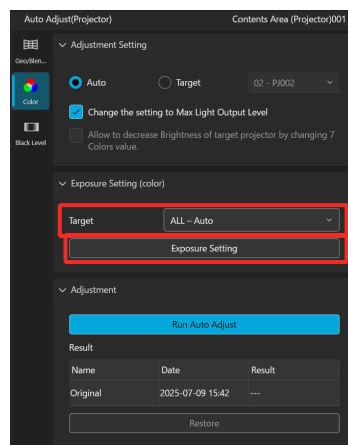 Auto Adjust(Projector) Contents Area (Projector)001
Geo/Blen...
Color
Black Level
Adjustment Setting
Auto Target 02 - PJ002
Change the setting to Max Light Output Level
Allow to decrease Brightness of target projector by changing 7
Colors value.
Exposure Setting (color)
Target ALL – Auto
Exposure Setting
Adjustment
Run Auto Adjust
Result
Name Date Result
Original 2025-07-09 15:42 ---
Restore